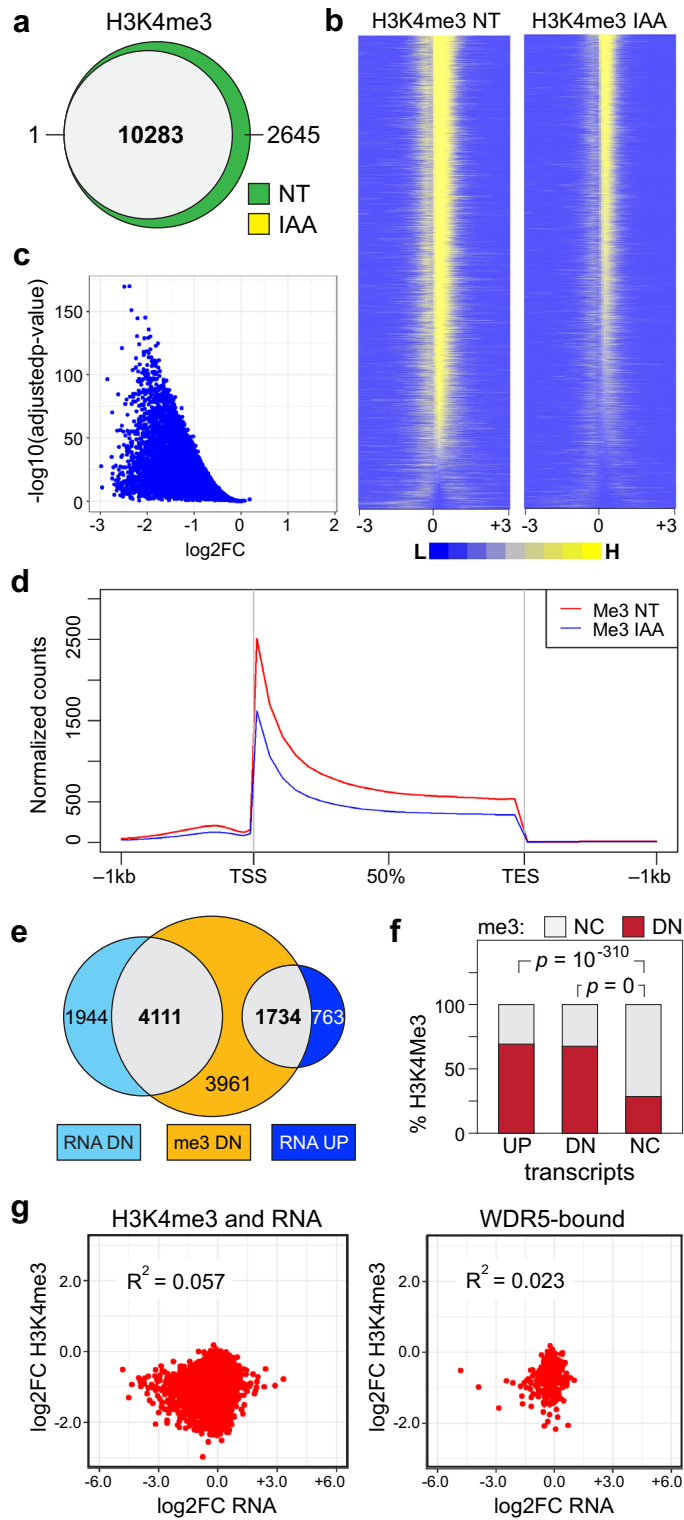 a
H3K4me3
1
10283
2645
NT
IAA
b
H3K4me3 NT
H3K4me3 IAA
-3
0
+3
-3
0
+3
L
H
c
-log10(adjustedp-value)
150
100
50
0
-3
-2
-1
0
1
2
log2FC
d
Normalized counts
2500
1500
500
0
Me3 NT
Me3 IAA
–1kb
TSS
50%
TES
–1kb
e
1944
4111
1734
763
3961
RNA DN
me3 DN
RNA UP
f
me3: NC DN
p = 10^-310
p = 0
% H3K4Me3
100
50
0
UP
DN
NC
transcripts
g
H3K4me3 and RNA
R² = 0.057
log2FC H3K4me3
2.0
0.0
-2.0
-6.0
-3.0
0.0
+3.0
+6.0
log2FC RNA
WDR5-bound
R² = 0.023
log2FC H3K4me3
2.0
0.0
-2.0
-6.0
-3.0
0.0
+3.0
+6.0
log2FC RNA